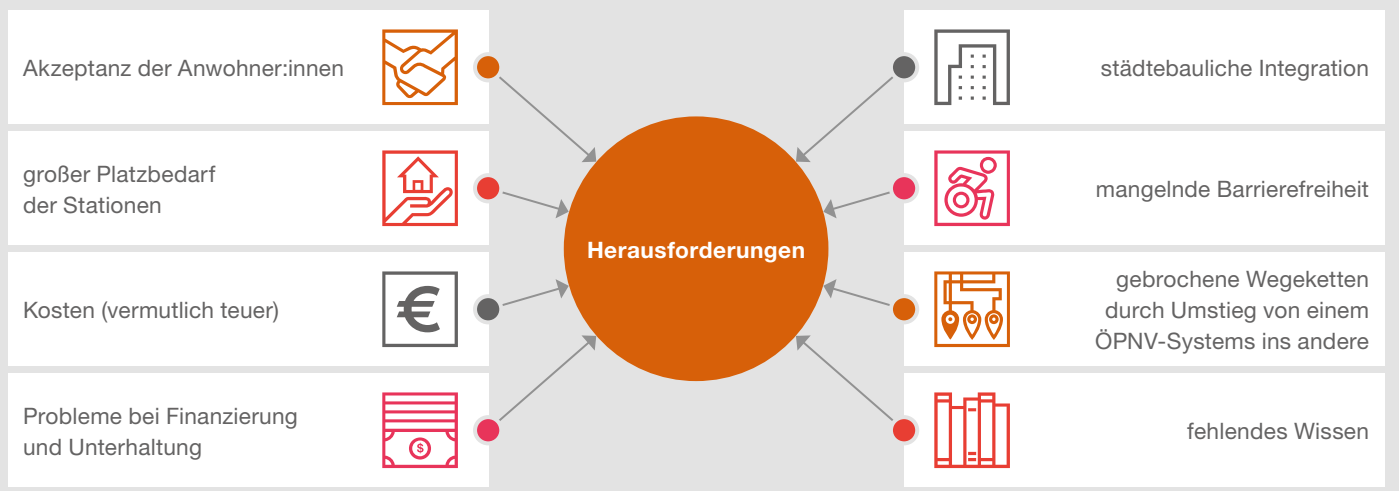 Akzeptanz der Anwohner:innen
großer Platzbedarf
der Stationen
Kosten (vermutlich teuer)
€
Probleme bei Finanzierung
und Unterhaltung
$
Herausforderungen
städtebauliche Integration
mangelnde Barrierefreiheit
gebrochene Wegeketten
durch Umstieg von einem
ÖPNV-Systems ins andere
fehlendes Wissen